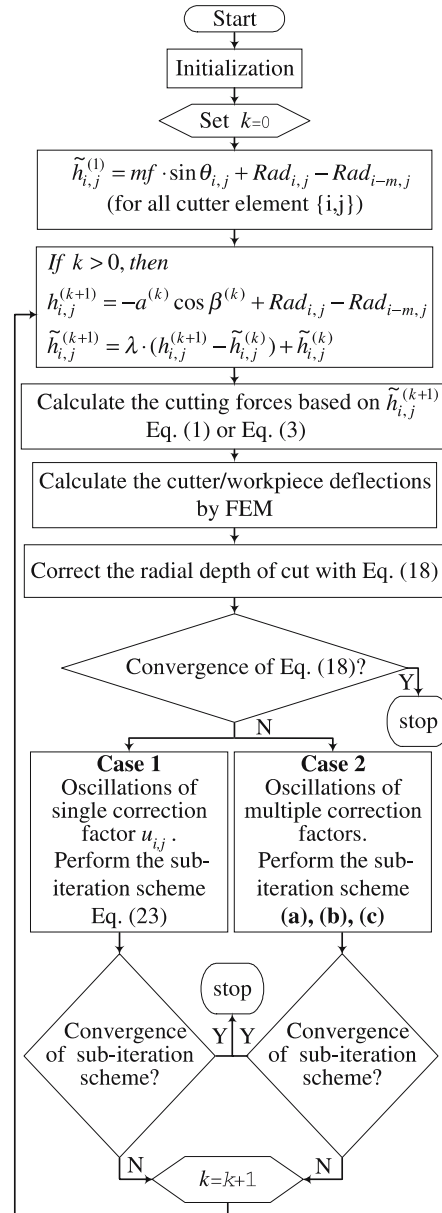 Start
Initialization
Set k=0
h̃_{i,j}^{(1)} = mf · sin θ_{i,j} + Rad_{i,j} − Rad_{i−m,j}
(for all cutter element {i,j})
If k > 0, then
h_{i,j}^{(k+1)} = −a^{(k)} cos β^{(k)} + Rad_{i,j} − Rad_{i−m,j}
h̃_{i,j}^{(k+1)} = λ · (h_{i,j}^{(k+1)} − h̃_{i,j}^{(k)}) + h̃_{i,j}^{(k)}
Calculate the cutting forces based on h̃_{i,j}^{(k+1)}
Eq. (1) or Eq. (3)
Calculate the cutter/workpiece deflections
by FEM
Correct the radial depth of cut with Eq. (18)
Convergence of Eq. (18)?
Y
stop
N
Case 1
Oscillations of
single correction
factor u_{i,j} .
Perform the sub-
iteration scheme
Eq. (23)
Case 2
Oscillations of
multiple correction
factors.
Perform the sub-
iteration scheme
(a), (b), (c)
stop
Y Y
Convergence
of sub-iteration
scheme?
Convergence
of sub-iteration
scheme?
N
N
k=k+1